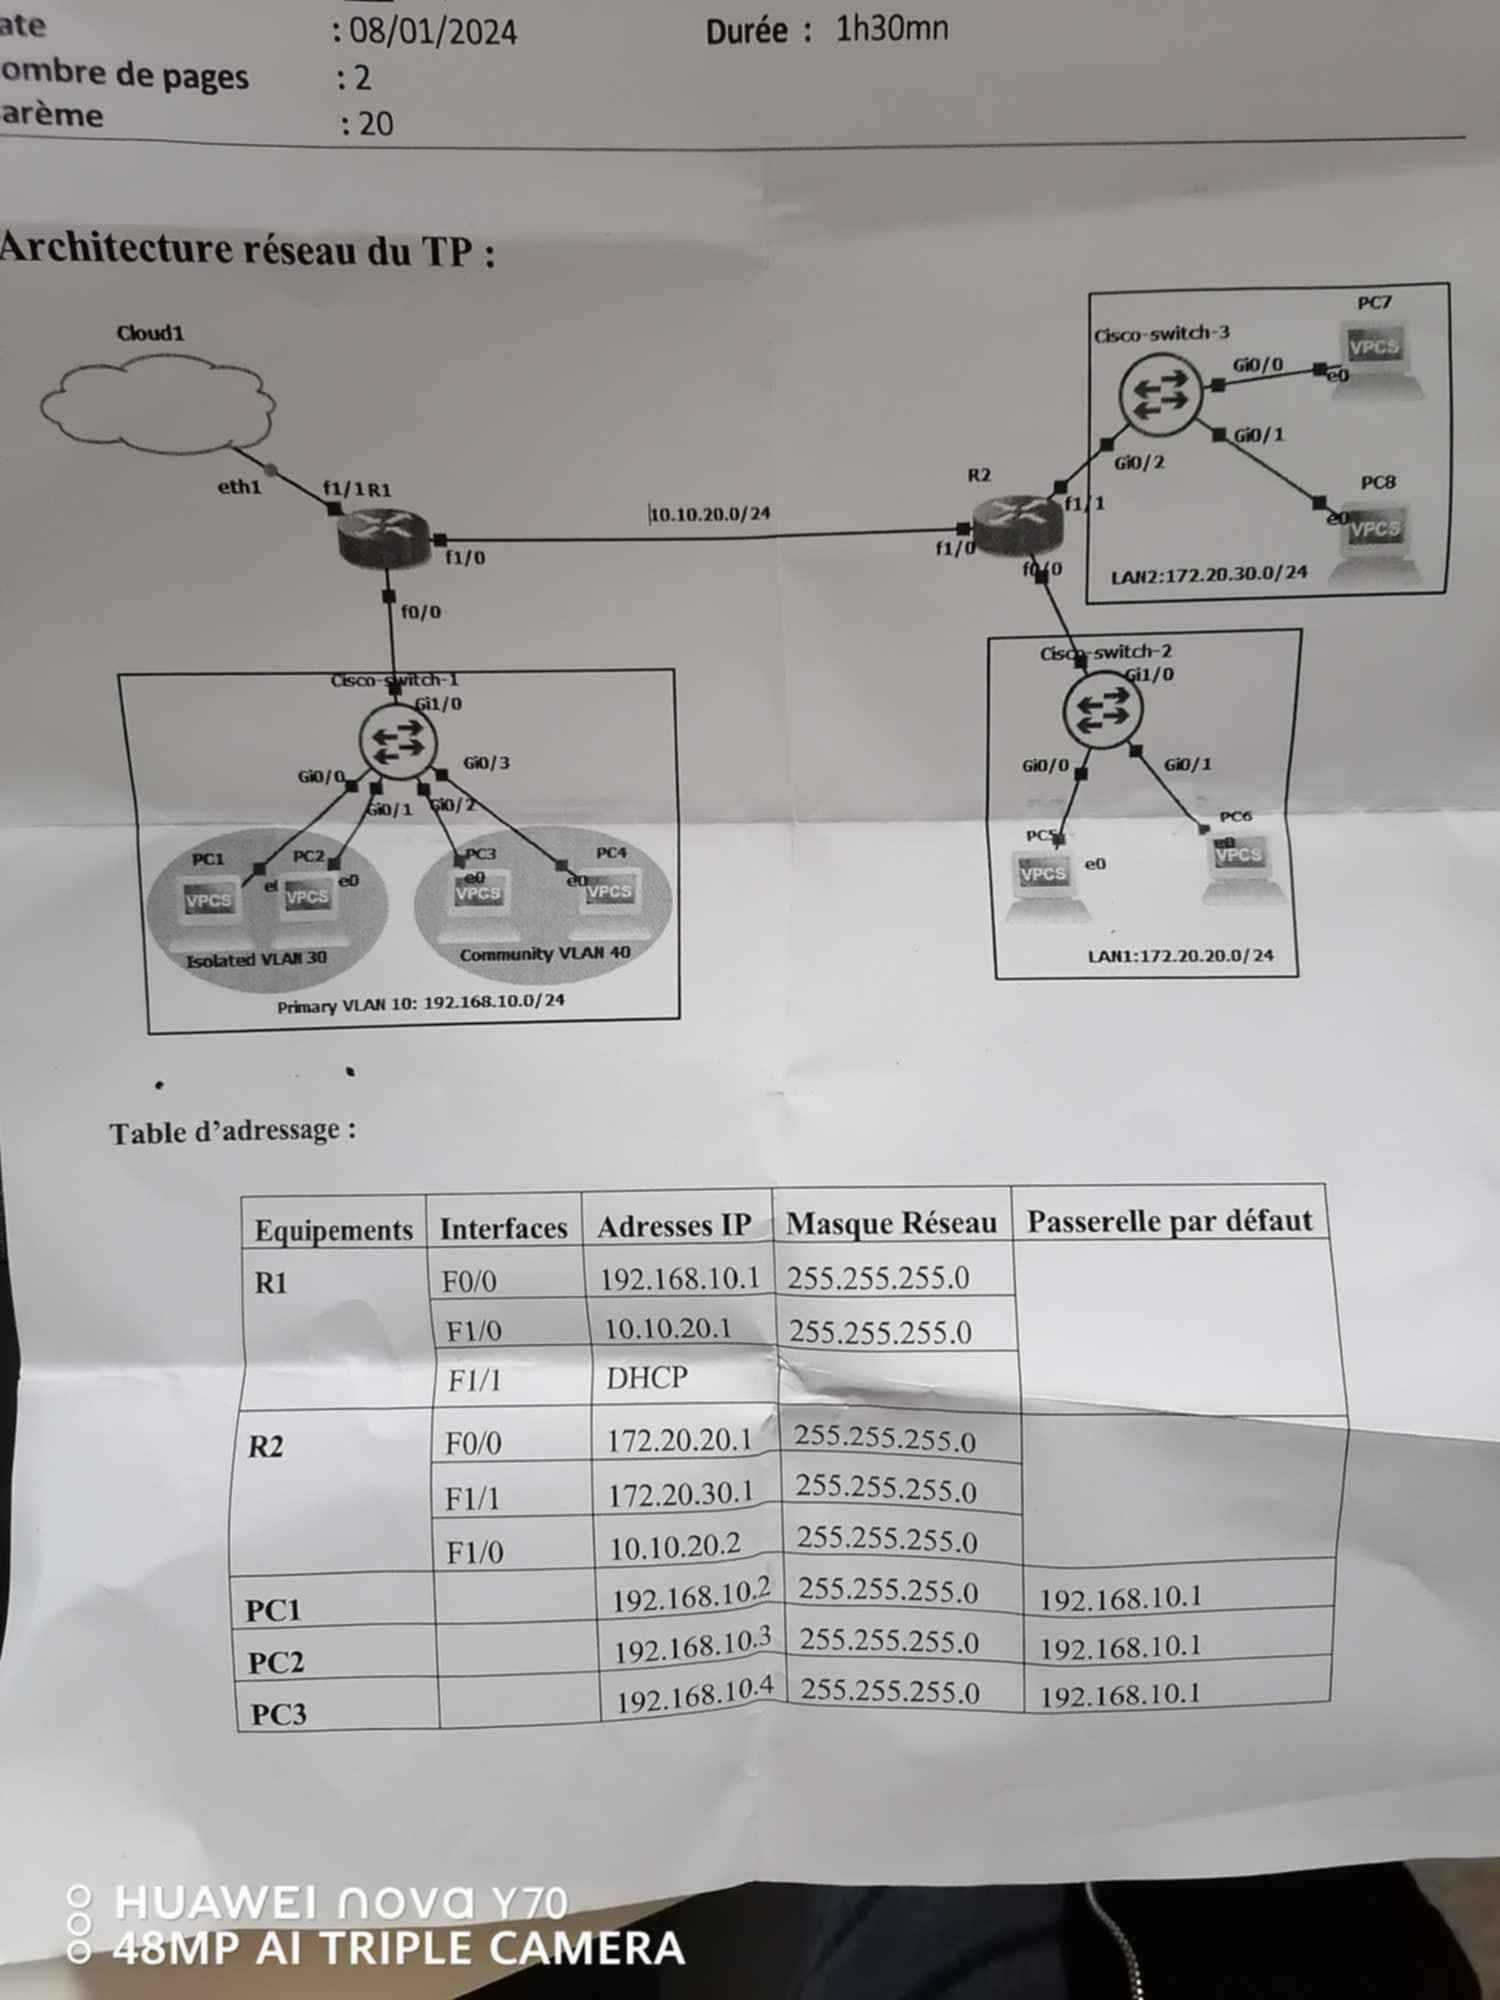 ate : 08/01/2024 Durée : 1h30mn
ombre de pages : 2
arème : 20
Architecture réseau du TP :
Cloud1
eth1
f1/1 R1
f1/0
f0/0
10.10.20.0/24
R2
f1/0
f1/1
f0/0
Cisco-switch-3
Gi0/0
Gi0/1
Gi0/2
PC7
VPCS
e0
PC8
VPCS
e0
LAN2:172.20.30.0/24
Cisco-switch-1
Gi1/0
Gi0/0
Gi0/1
Gi0/2
Gi0/3
PC1
VPCS
PC2
VPCS
e0
PC3
e0
VPCS
PC4
e0
VPCS
Isolated VLAN 30
Community VLAN 40
Primary VLAN 10: 192.168.10.0/24
Cisco-switch-2
Gi1/0
Gi0/0
Gi0/1
PC5
e0
VPCS
PC6
e0
VPCS
LAN1:172.20.20.0/24
Table d'adressage :
Equipements Interfaces Adresses IP Masque Réseau Passerelle par défaut
R1 F0/0 192.168.10.1 255.255.255.0
F1/0 10.10.20.1 255.255.255.0
F1/1 DHCP
R2 F0/0 172.20.20.1 255.255.255.0
F1/1 172.20.30.1 255.255.255.0
F1/0 10.10.20.2 255.255.255.0
PC1 192.168.10.2 255.255.255.0 192.168.10.1
PC2 192.168.10.3 255.255.255.0 192.168.10.1
PC3 192.168.10.4 255.255.255.0 192.168.10.1
HUAWEI nova Y70
48MP AI TRIPLE CAMERA